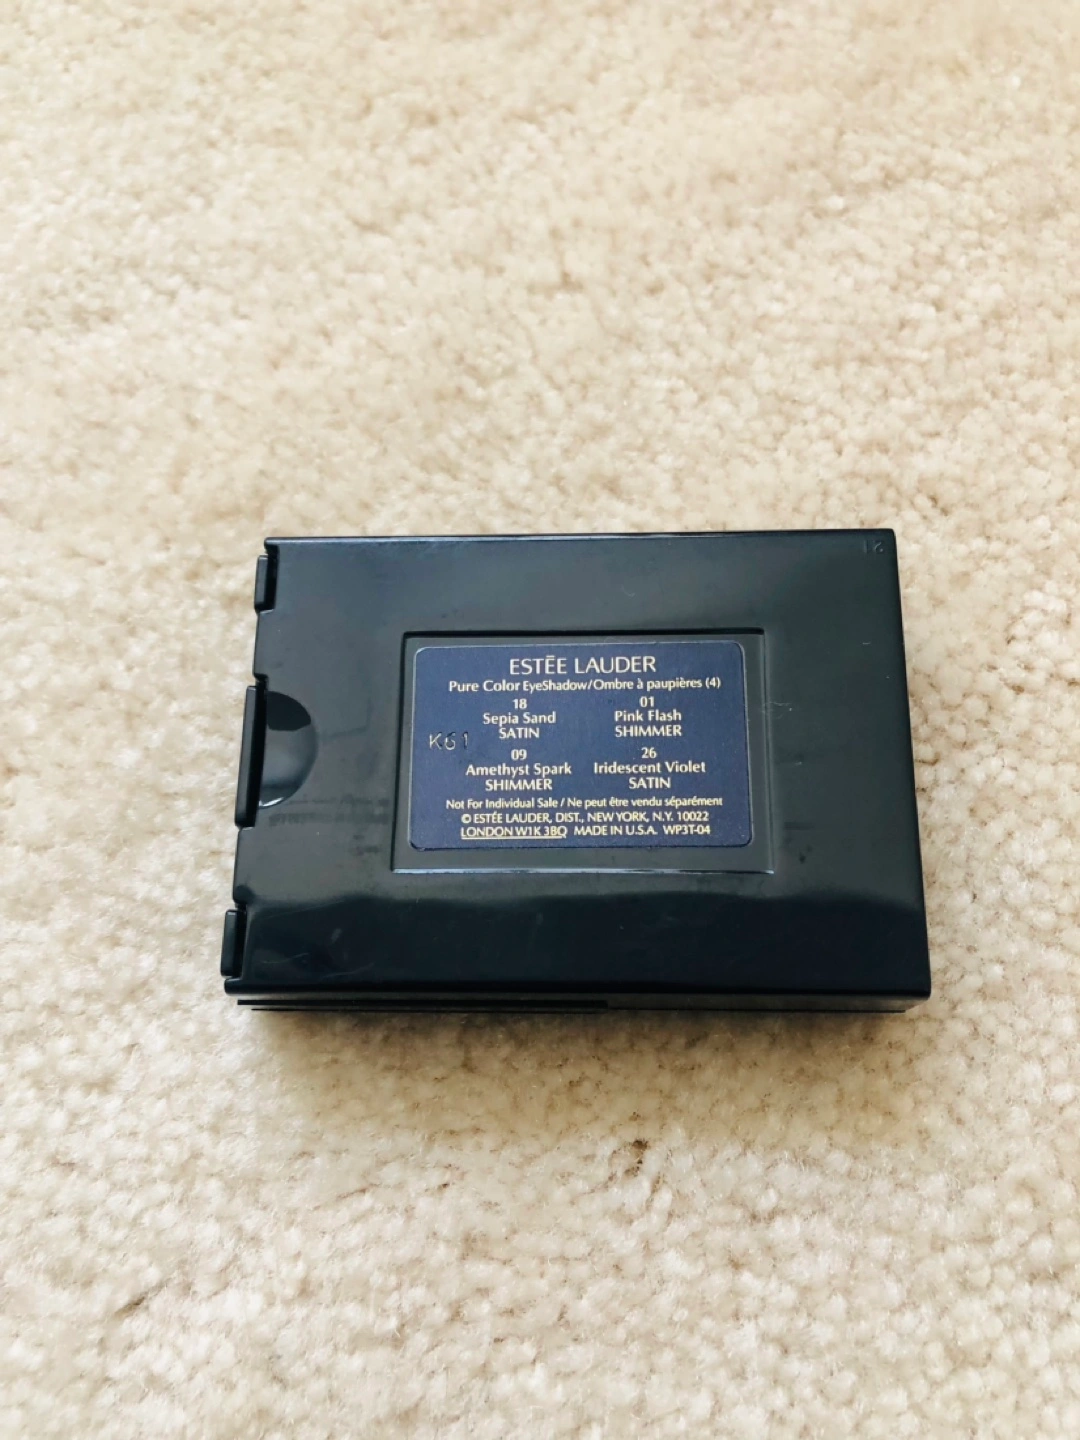 12
ESTĒE LAUDER
Pure Color EyeShadow/Ombre à paupières (4)
18 01
Sepia Sand Pink Flash
SATIN SHIMMER
K61
09 26
Amethyst Spark Iridescent Violet
SHIMMER SATIN
Not For Individual Sale / Ne peut être vendu séparément
© ESTĒE LAUDER, DIST., NEW YORK, N.Y. 10022
LONDON W1K 3BQ MADE IN U.S.A. WP3T-04